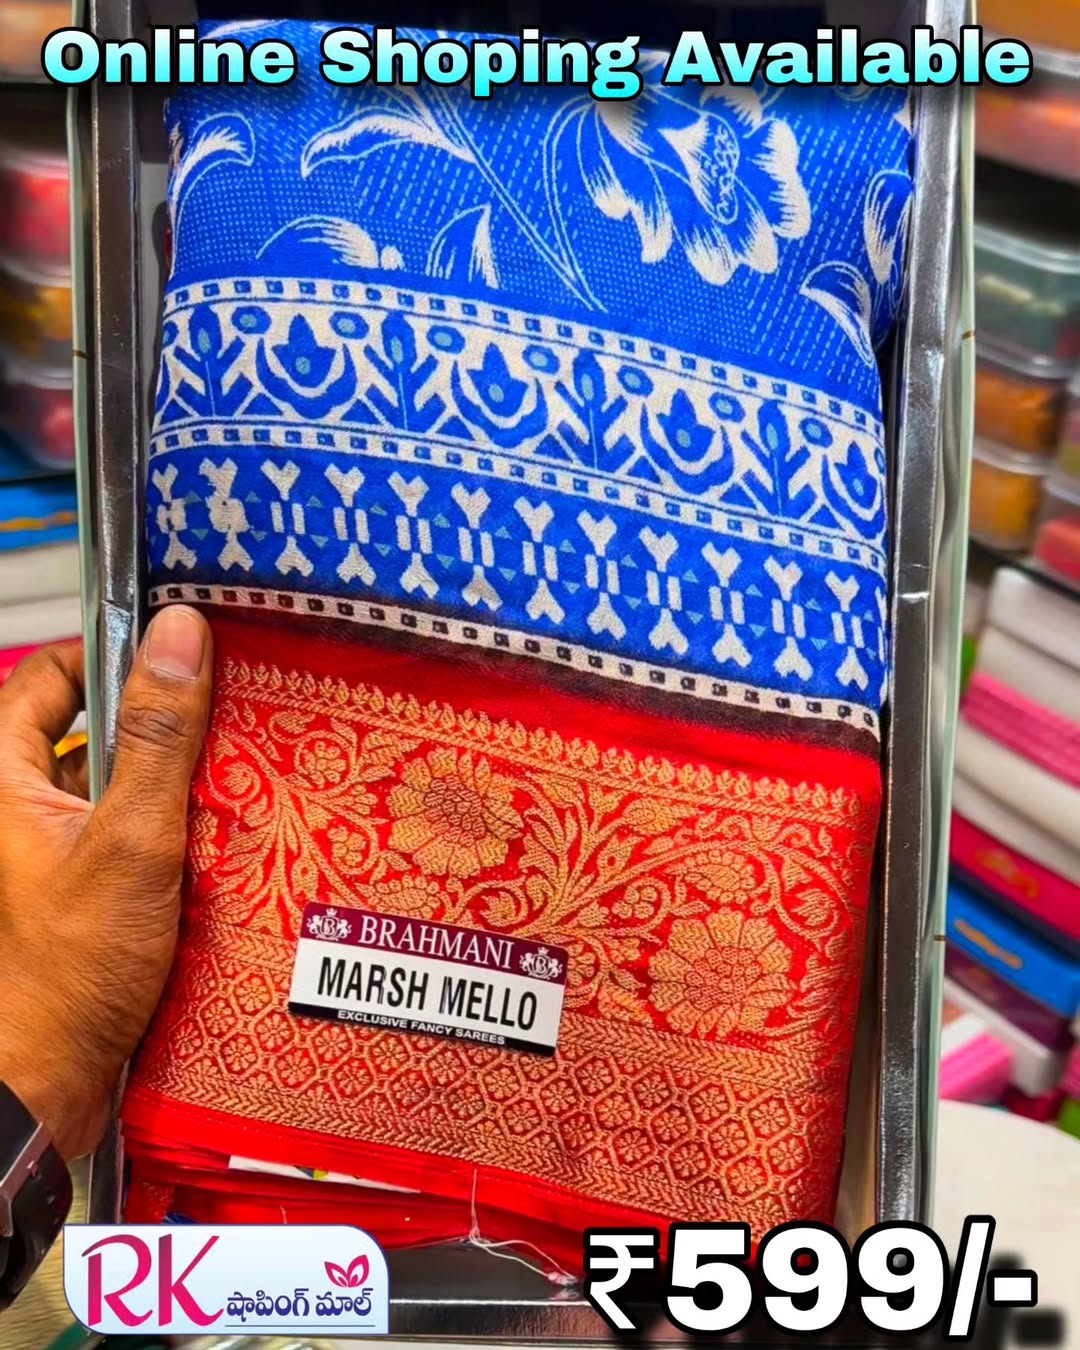 Online Shoping Available
BRAHMANI
MARSH MELLO
EXCLUSIVE FANCY SAREES
RK షాపింగ్ మాల్
₹599/-